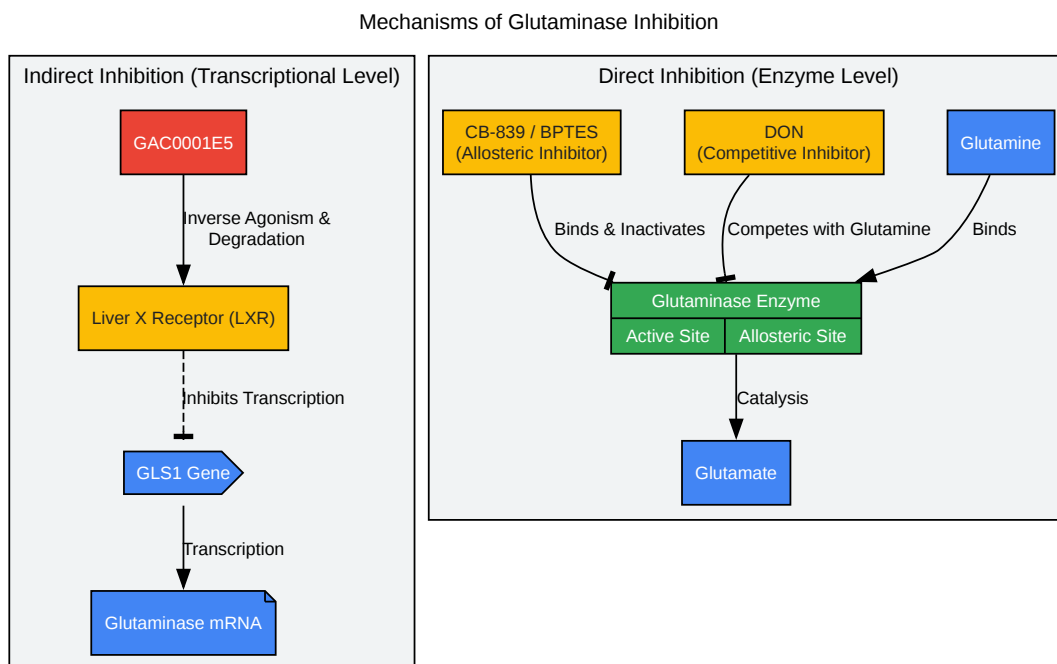 Mechanisms of Glutaminase Inhibition
Indirect Inhibition (Transcriptional Level)
GAC0001E5
Inverse Agonism &
Degradation
Liver X Receptor (LXR)
Inhibits Transcription
GLS1 Gene
Transcription
Glutaminase mRNA
Direct Inhibition (Enzyme Level)
CB-839 / BPTES
(Allosteric Inhibitor)
DON
(Competitive Inhibitor)
Glutamine
Binds & Inactivates
Competes with Glutamine
Binds
Glutaminase Enzyme
Active Site
Allosteric Site
Catalysis
Glutamate